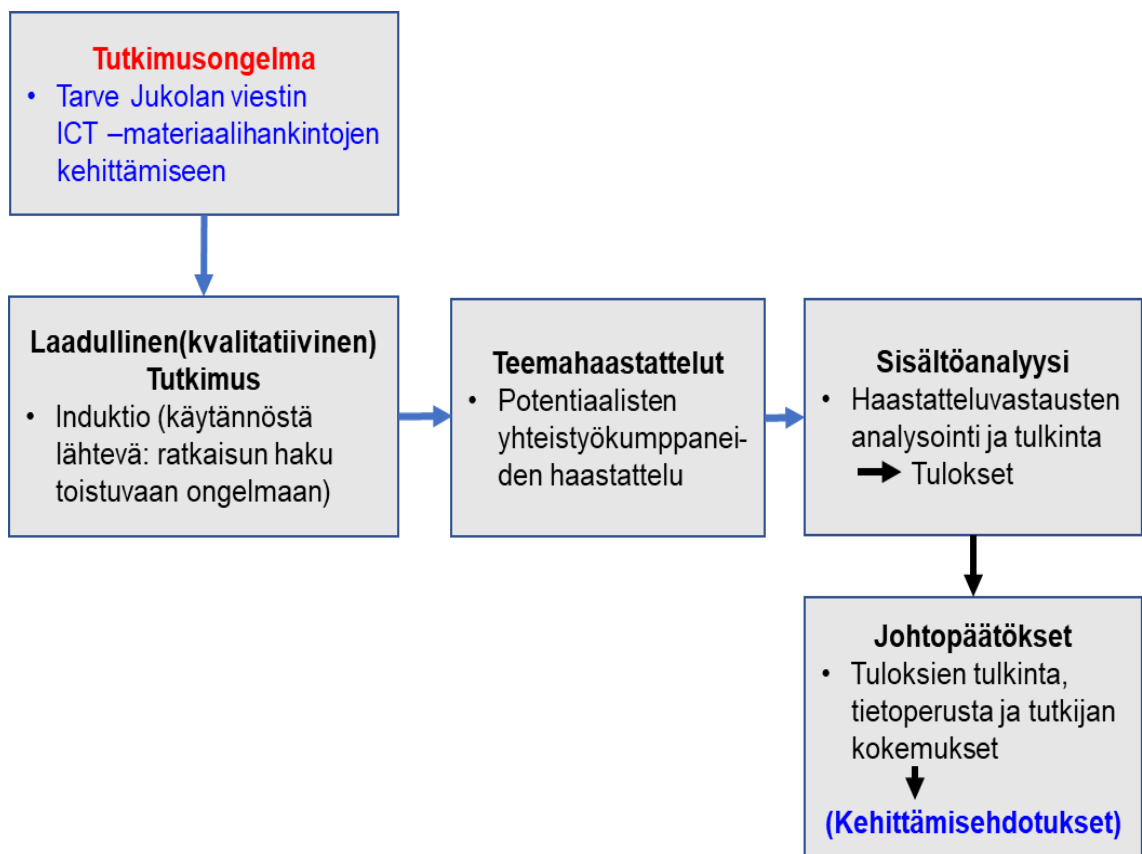 Tutkimusongelma
• Tarve Jukolan viestin
ICT –materiaalihankintojen
kehittämiseen
Laadullinen(kvalitatiivinen)
Tutkimus
• Induktio (käytännöstä
lähtevä: ratkaisun haku
toistuvaan ongelmaan)
Teemahaastattelut
• Potentiaalisten
yhteistyökumppanei-
den haastattelu
Sisältöanalyysi
• Haastatteluvastausten
analysointi ja tulkinta
Tulokset
Johtopäätökset
• Tuloksien tulkinta,
tietoperusta ja tutkijan
kokemukset
(Kehittämisehdotukset)